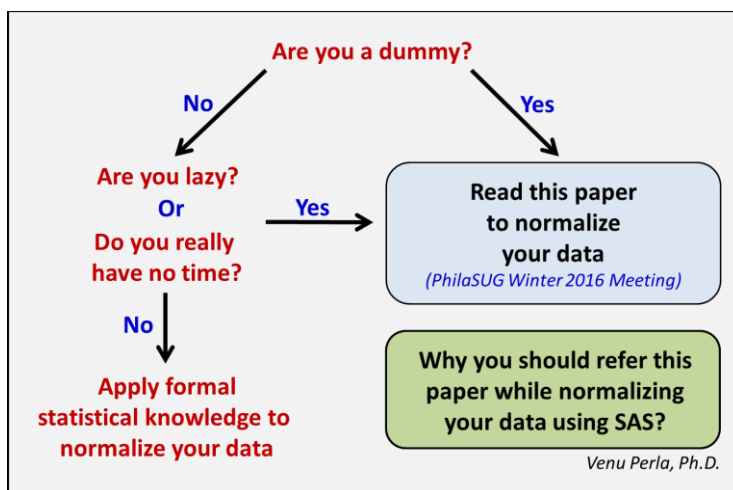 Are you a dummy?
No
Yes
Are you lazy?
Or
Do you really
have no time?
Yes
Read this paper
to normalize
your data
(PhilaSUG Winter 2016 Meeting)
No
Apply formal
statistical knowledge to
normalize your data
Why you should refer this
paper while normalizing
your data using SAS?
Venu Perla, Ph.D.